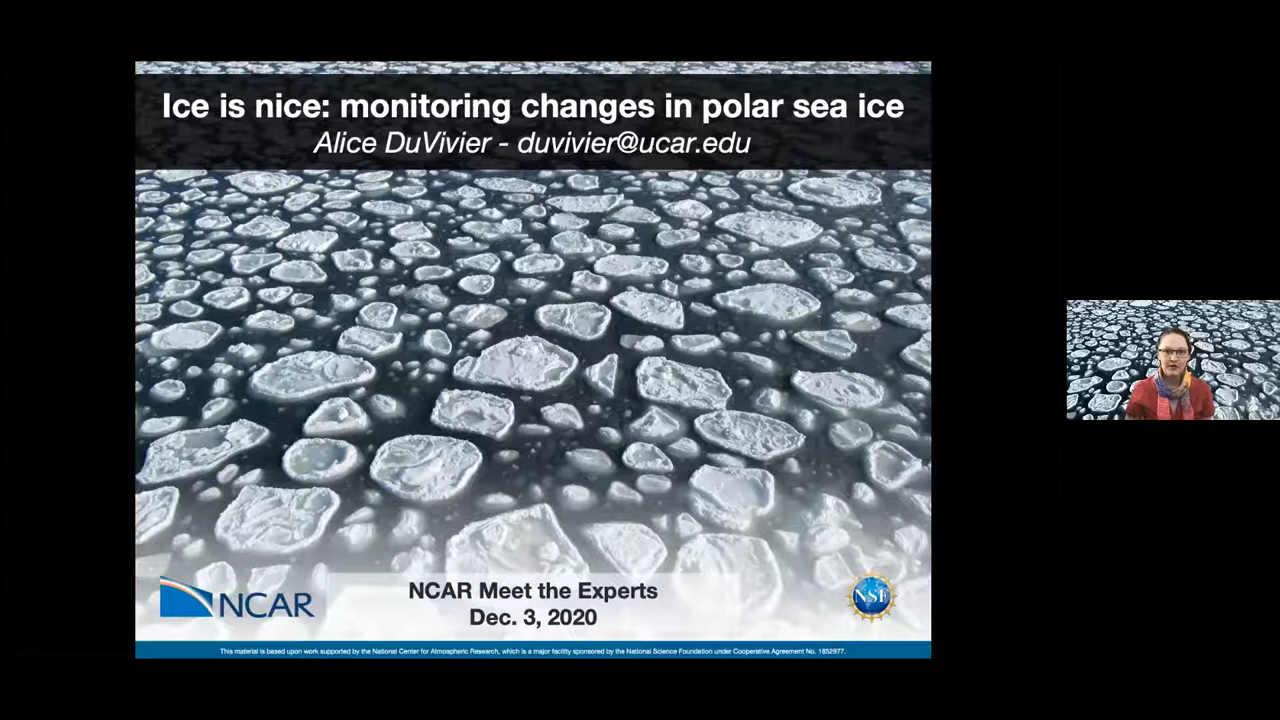 Ice is nice: monitoring changes in polar sea ice
Alice DuVivier - duvivier@ucar.edu
NCAR Meet the Experts
Dec. 3, 2020
NCAR
NSF
This material is based upon work supported by the National Center for Atmospheric Research, which is a major facility sponsored by the National Science Foundation under Cooperative Agreement No. 1852977.